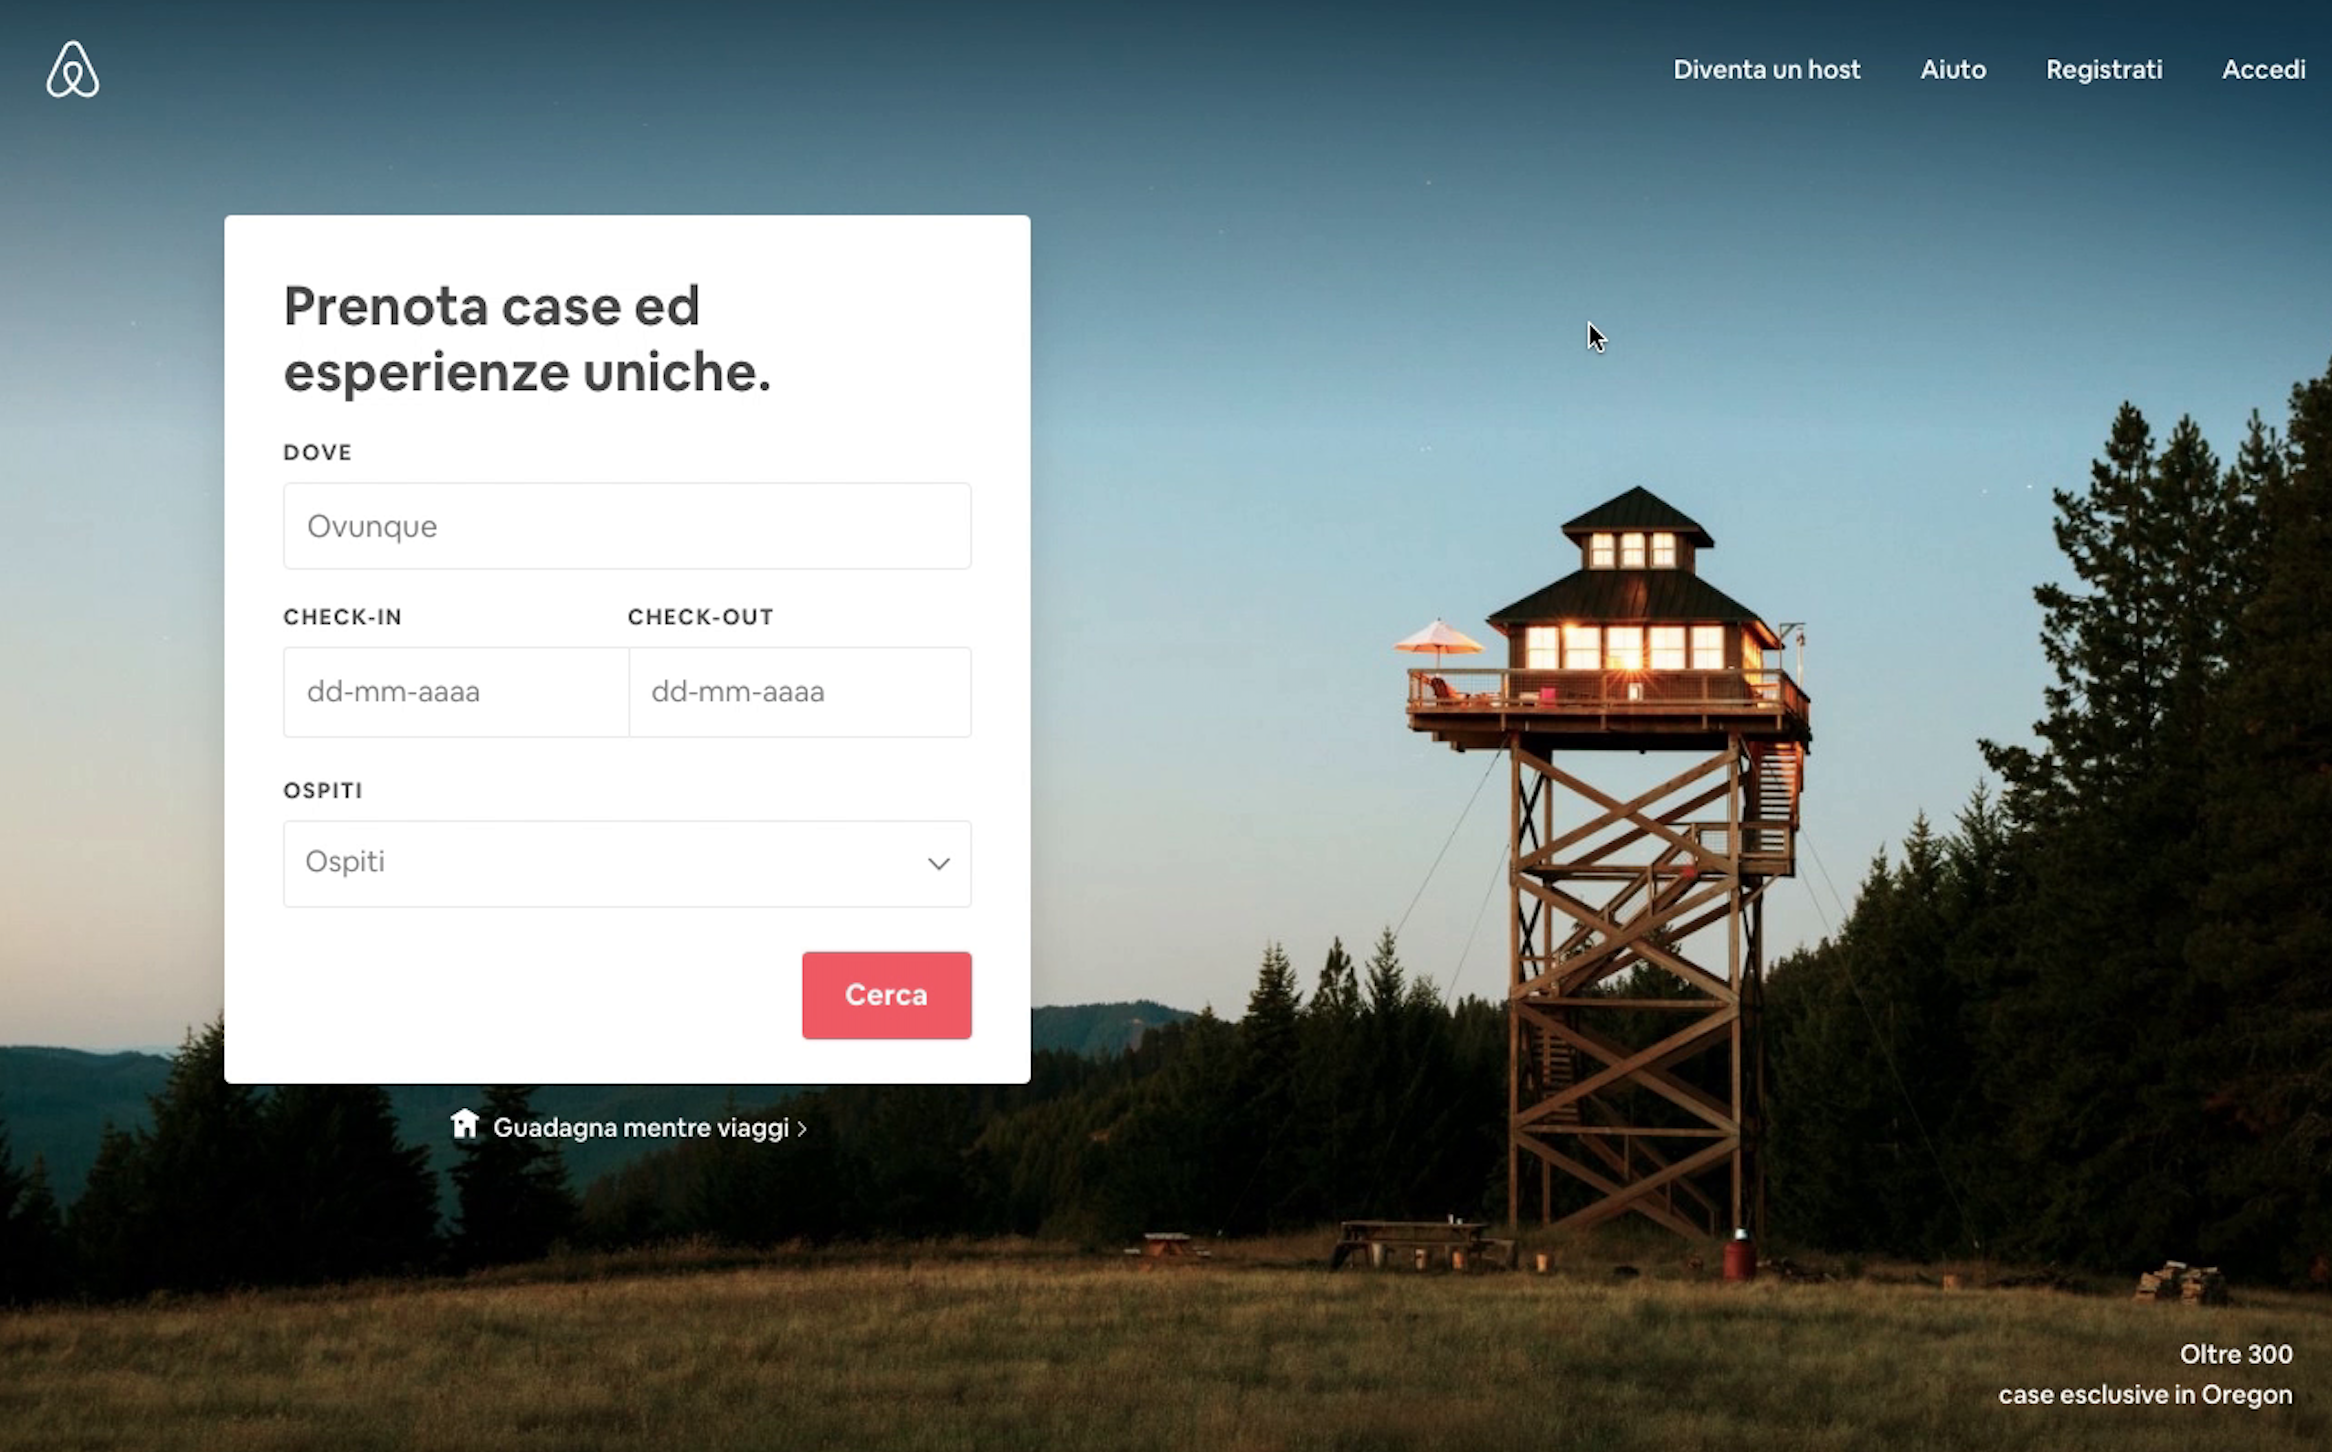 Diventa un host Aiuto Registrati Accedi
Prenota case ed
esperienze uniche.
DOVE
Ovunque
CHECK-IN CHECK-OUT
dd-mm-aaaa dd-mm-aaaa
OSPITI
Ospiti
Cerca
Guadagna mentre viaggi >
Oltre 300
case esclusive in Oregon